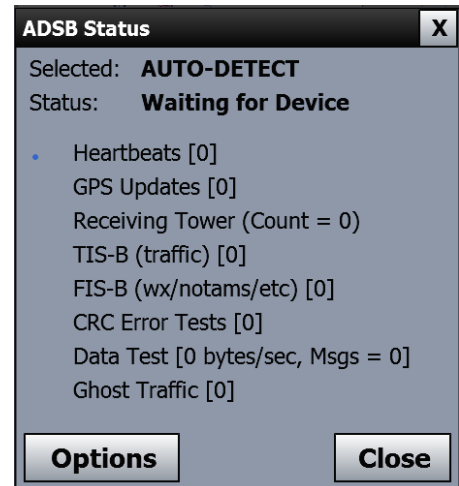 ADSB Status X
Selected: AUTO-DETECT
Status: Waiting for Device
Heartbeats [0]
GPS Updates [0]
Receiving Tower (Count = 0)
TIS-B (traffic) [0]
FIS-B (wx/notams/etc) [0]
CRC Error Tests [0]
Data Test [0 bytes/sec, Msgs = 0]
Ghost Traffic [0]
Options Close